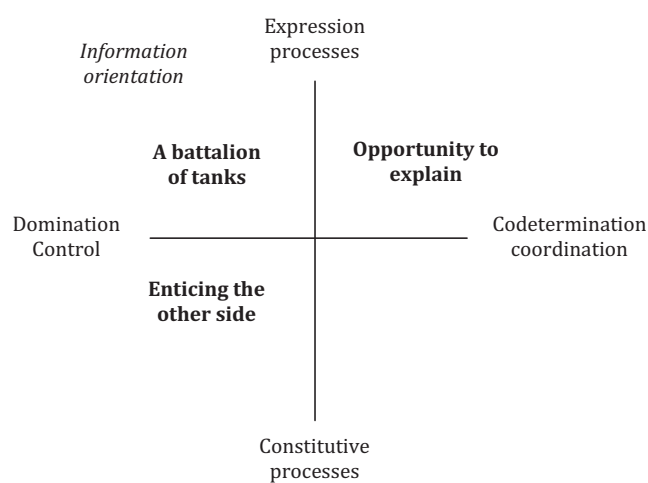 Expression
processes
Information
orientation
A battalion
of tanks
Opportunity to
explain
Domination
Control
Codetermination
coordination
Enticing the
other side
Constitutive
processes